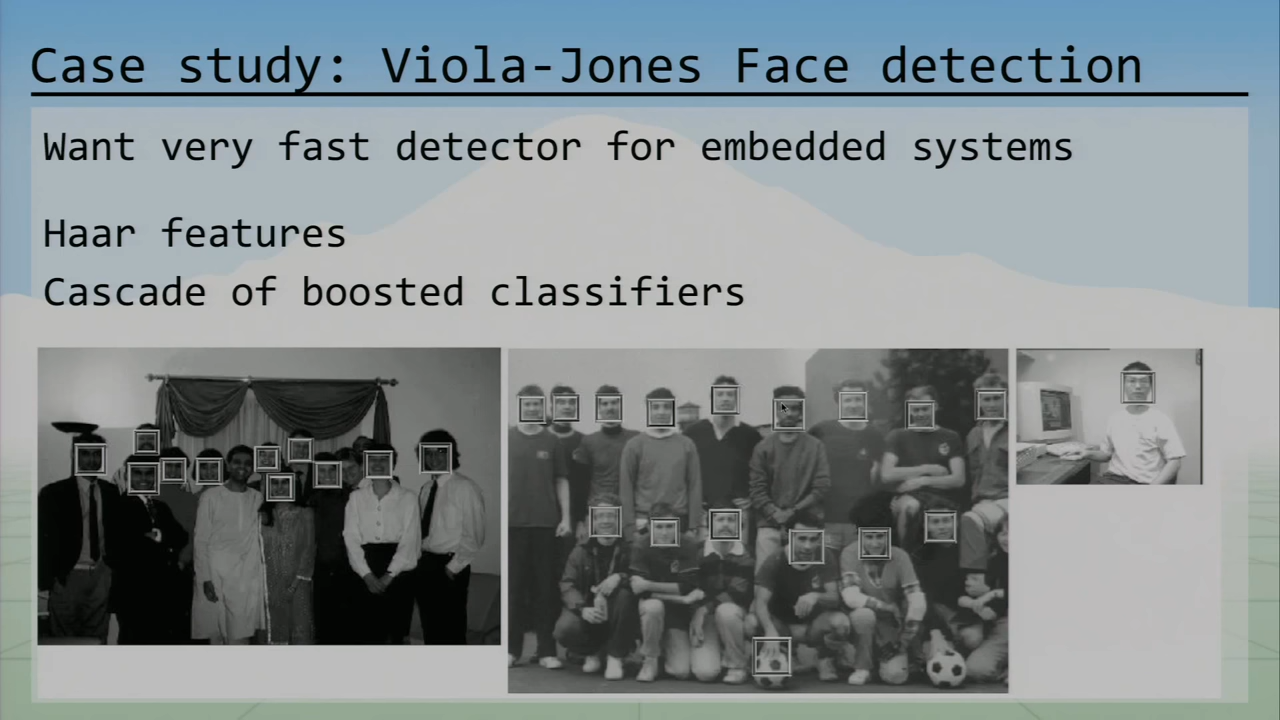 Case study: Viola-Jones Face detection
Want very fast detector for embedded systems
Haar features
Cascade of boosted classifiers